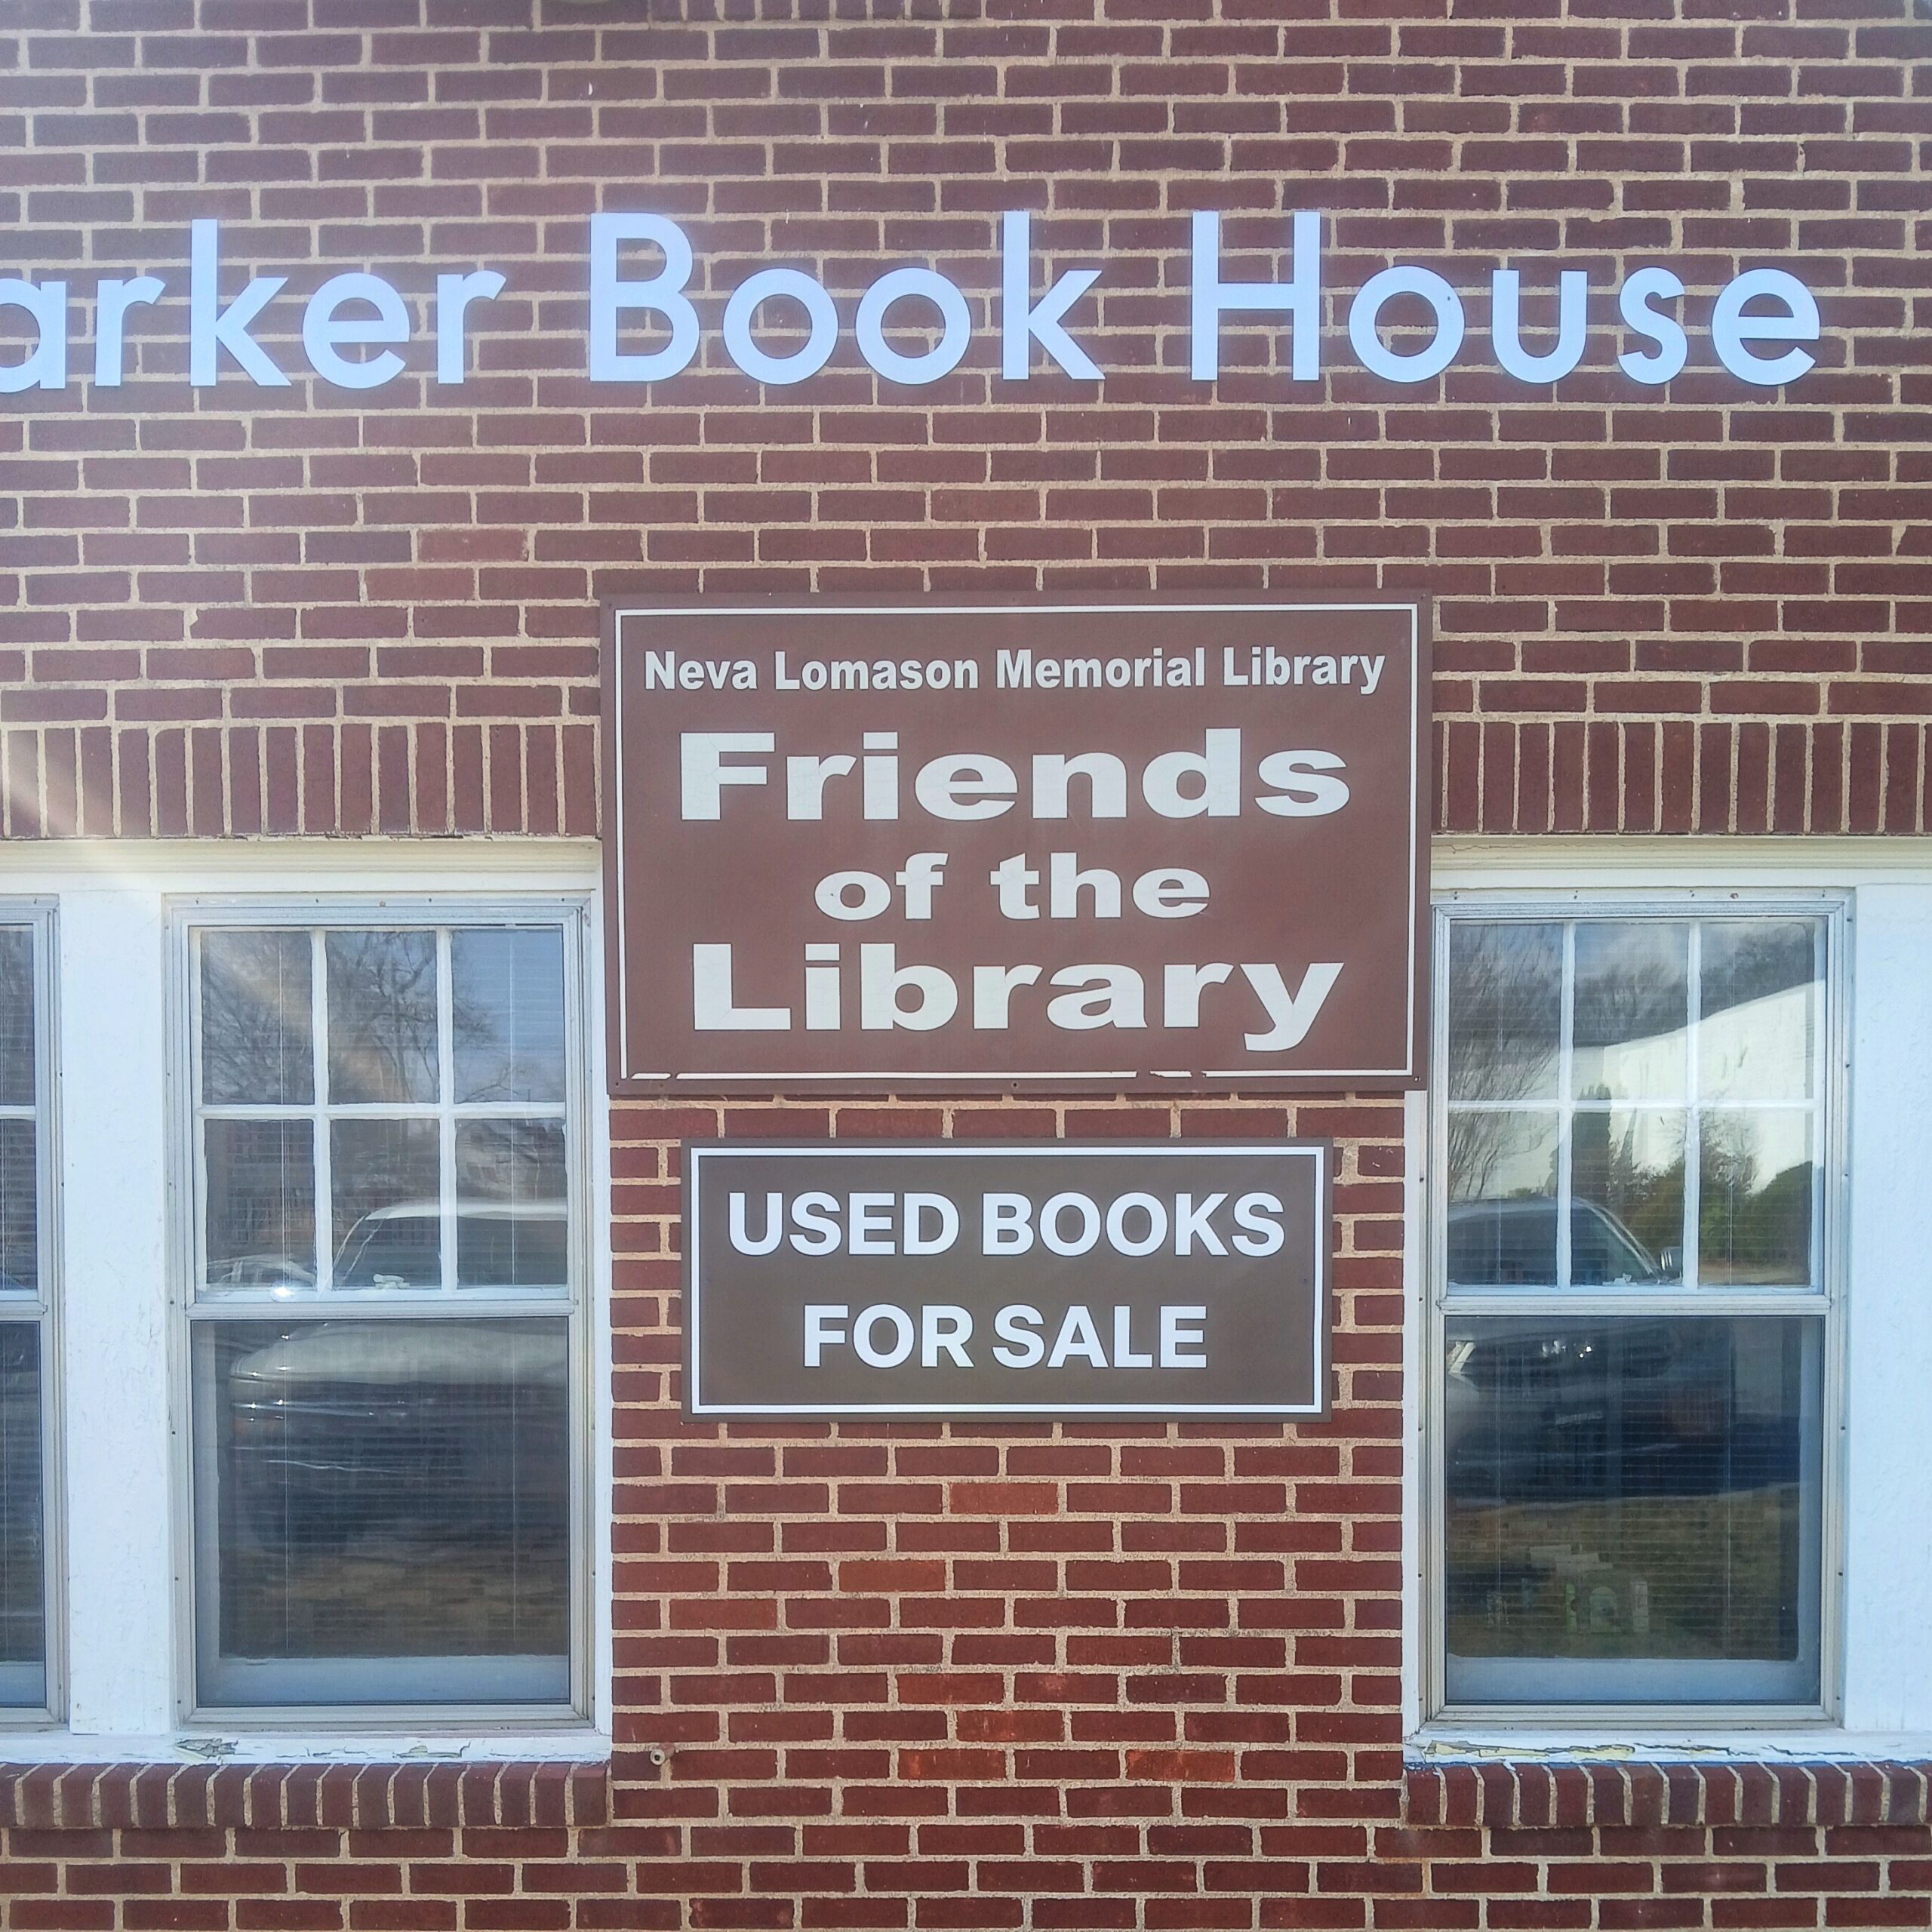 arker Book House
Neva Lomason Memorial Library
Friends
of the
Library
USED BOOKS
FOR SALE